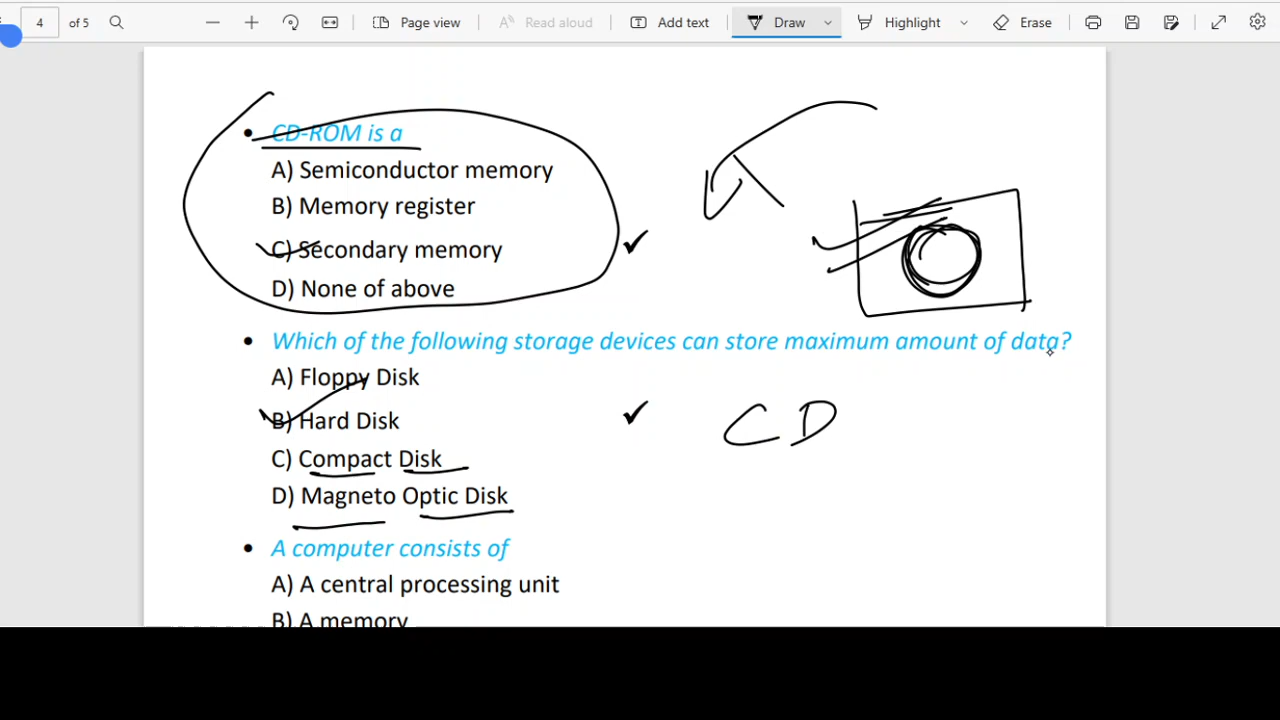 4 of 5 Page view Read aloud Add text Draw Highlight Erase
CD-ROM is a
A) Semiconductor memory
B) Memory register
C) Secondary memory
D) None of above
Which of the following storage devices can store maximum amount of data?
A) Floppy Disk
B) Hard Disk
CD
C) Compact Disk
D) Magneto Optic Disk
A computer consists of
A) A central processing unit
B) A memory